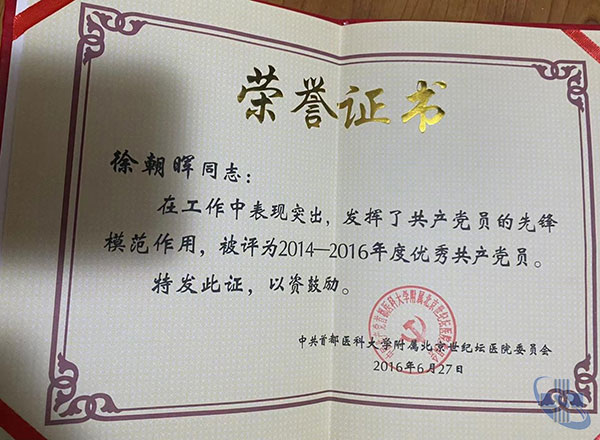 荣誉证书
徐朝晖同志：
在工作中表现突出，发挥了共产党员的先锋
模范作用，被评为2014—2016年度优秀共产党员。
特发此证，以资鼓励。
中共首都医科大学附属北京世纪坛医院委员会
2016年6月27日